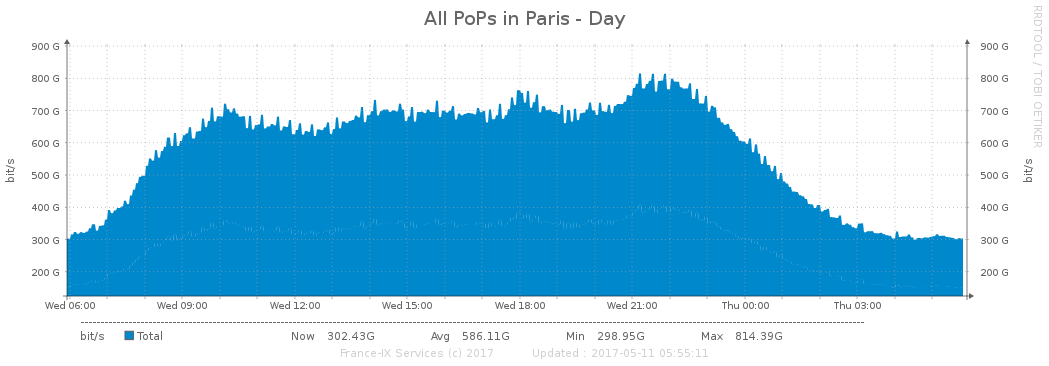 All PoPs in Paris - Day
RRDTOOL / TOBI OETIKER
900 G 900 G
800 G 800 G
700 G 700 G
600 G 600 G
500 G 500 G
400 G 400 G
300 G 300 G
200 G 200 G
bit/s bit/s
Wed 06:00 Wed 09:00 Wed 12:00 Wed 15:00 Wed 18:00 Wed 21:00 Thu 00:00 Thu 03:00
bit/s Total Now 302.43G Avg 586.11G Min 298.95G Max 814.39G
France-IX Services (c) 2017 Updated : 2017-05-11 05:55:11